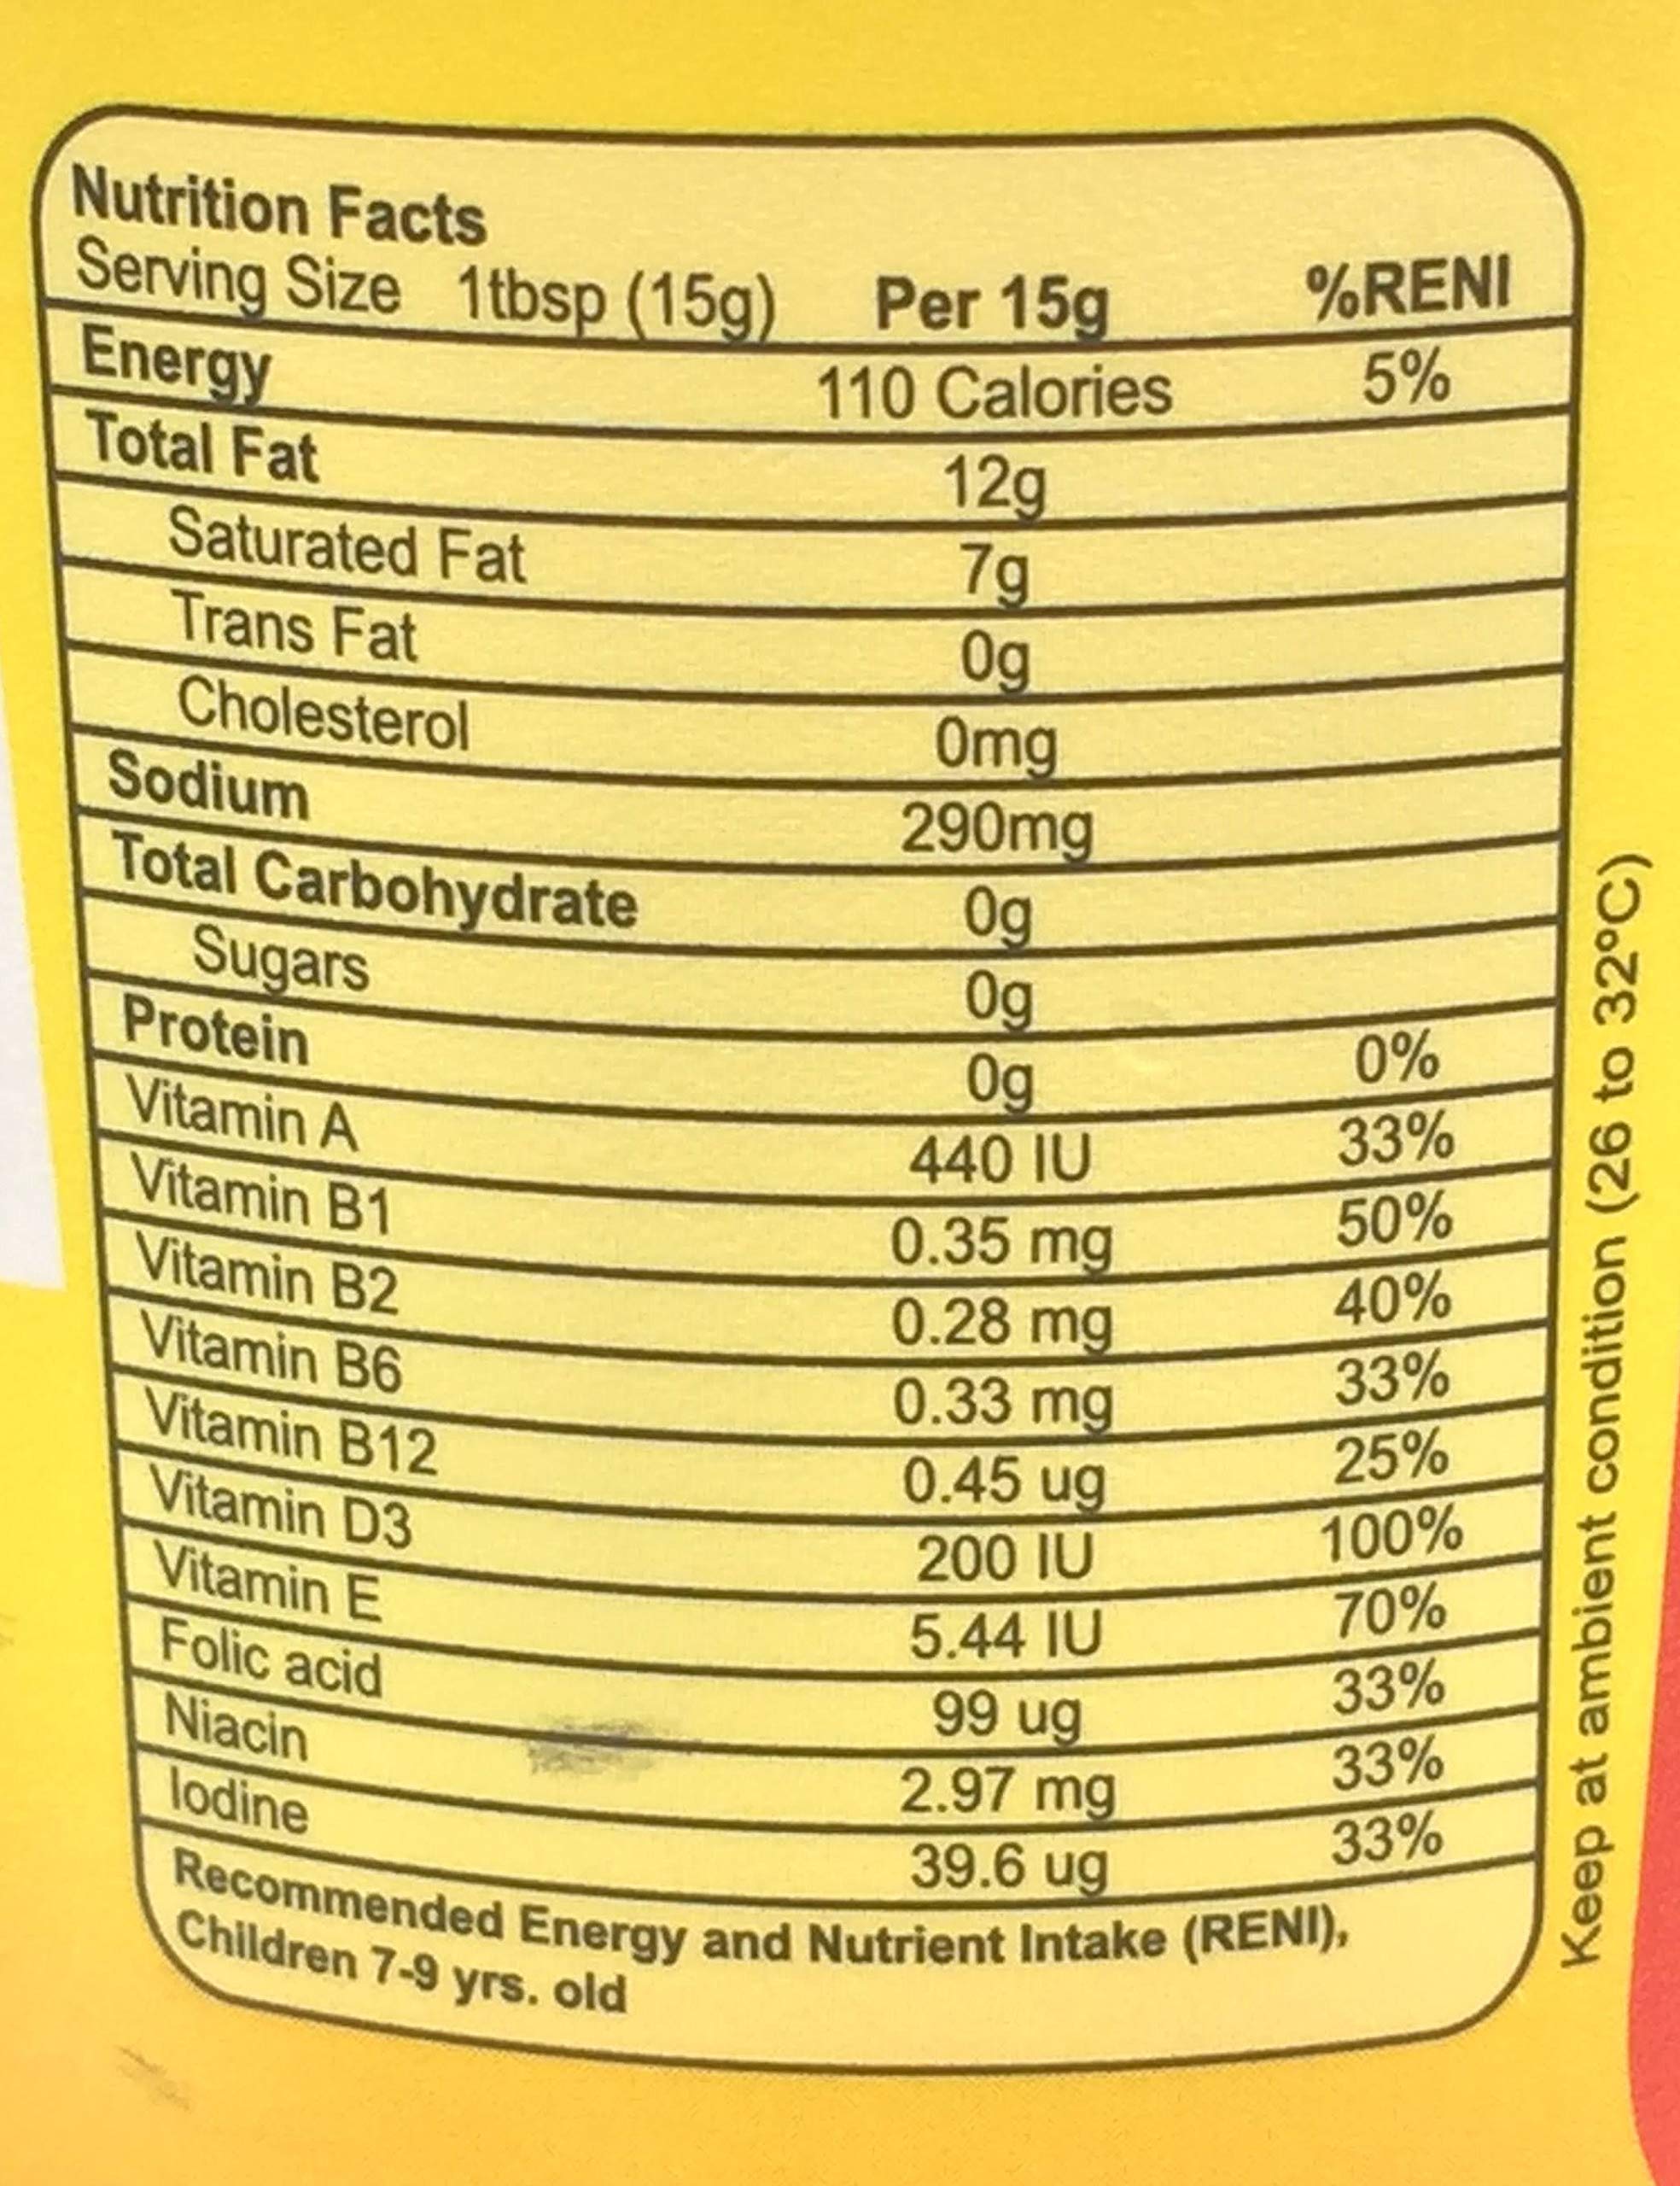 Nutrition Facts
Serving Size 1tbsp (15g) Per 15g %RENI
Energy 110 Calories 5%
Total Fat 12g
Saturated Fat 7g
Trans Fat 0g
Cholesterol 0mg
Sodium 290mg
Total Carbohydrate 0g
Sugars 0g
Protein 0g 0%
Vitamin A 440 IU 33%
Vitamin B1 0.35 mg 50%
Vitamin B2 0.28 mg 40%
Vitamin B6 0.33 mg 33%
Vitamin B12 0.45 ug 25%
Vitamin D3 200 IU 100%
Vitamin E 5.44 IU 70%
Folic acid 99 ug 33%
Niacin 2.97 mg 33%
Iodine 39.6 ug 33%
Recommended Energy and Nutrient Intake (RENI),
Children 7-9 yrs. old
Keep at ambient condition (26 to 32°C)